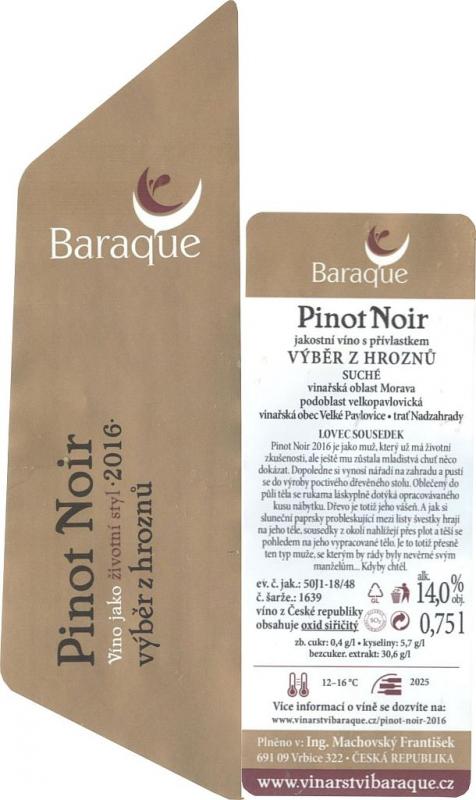 Baraque
Pinot Noir
Víno jako životní styl·2016·
výběr z hroznů
Baraque
Pinot Noir
jakostní víno s přívlastkem
VÝBĚR Z HROZNŮ
SUCHÉ
vinařská oblast Morava
podoblast velkopavlovická
vinařská obec Velké Pavlovice • trať Nadzahrady
LOVEC SOUSEDEK
Pinot Noir 2016 je jako muž, který už má životní
zkušenosti, ale ještě mu zůstala mladistvá chuť něco
dokázat. Dopoledne si vynosí nářadí na zahradu a pustí
se do výroby poctivého dřevěného stolu. Oblečený do
půli těla se rukama láskyplně dotýká opracovávaného
kusu nábytku. Dřevo je totiž jeho vášeň. A jak si
sluneční paprsky probleskující mezi listy švestky hrají
na jeho těle, sousedky z okolí nahlížejí přes plot a těší se
pohledem na jeho vypracované tělo. Je to totiž přesně
ten typ muže, se kterým by rády byly nevěrné svým
manželům... Kdyby chtěl.
ev. č. jak.: 50J1-18/48
č. šarže.: 1639
víno z České republiky
obsahuje oxid siřičitý
GL
SO₂
alk.
14,0% obj.
0,75 l
zb. cukr: 0,4 g/l • kyseliny: 5,7 g/l
bezcuker. extrakt: 30,6 g/l
12–16 °C
2025
Více informací o víně se dozvíte na:
www.vinarstvibaraque.cz/pinot-noir-2016
Plněno v: Ing. Machovský František
691 09 Vrbice 322 • ČESKÁ REPUBLIKA
www.vinarstvibaraque.cz